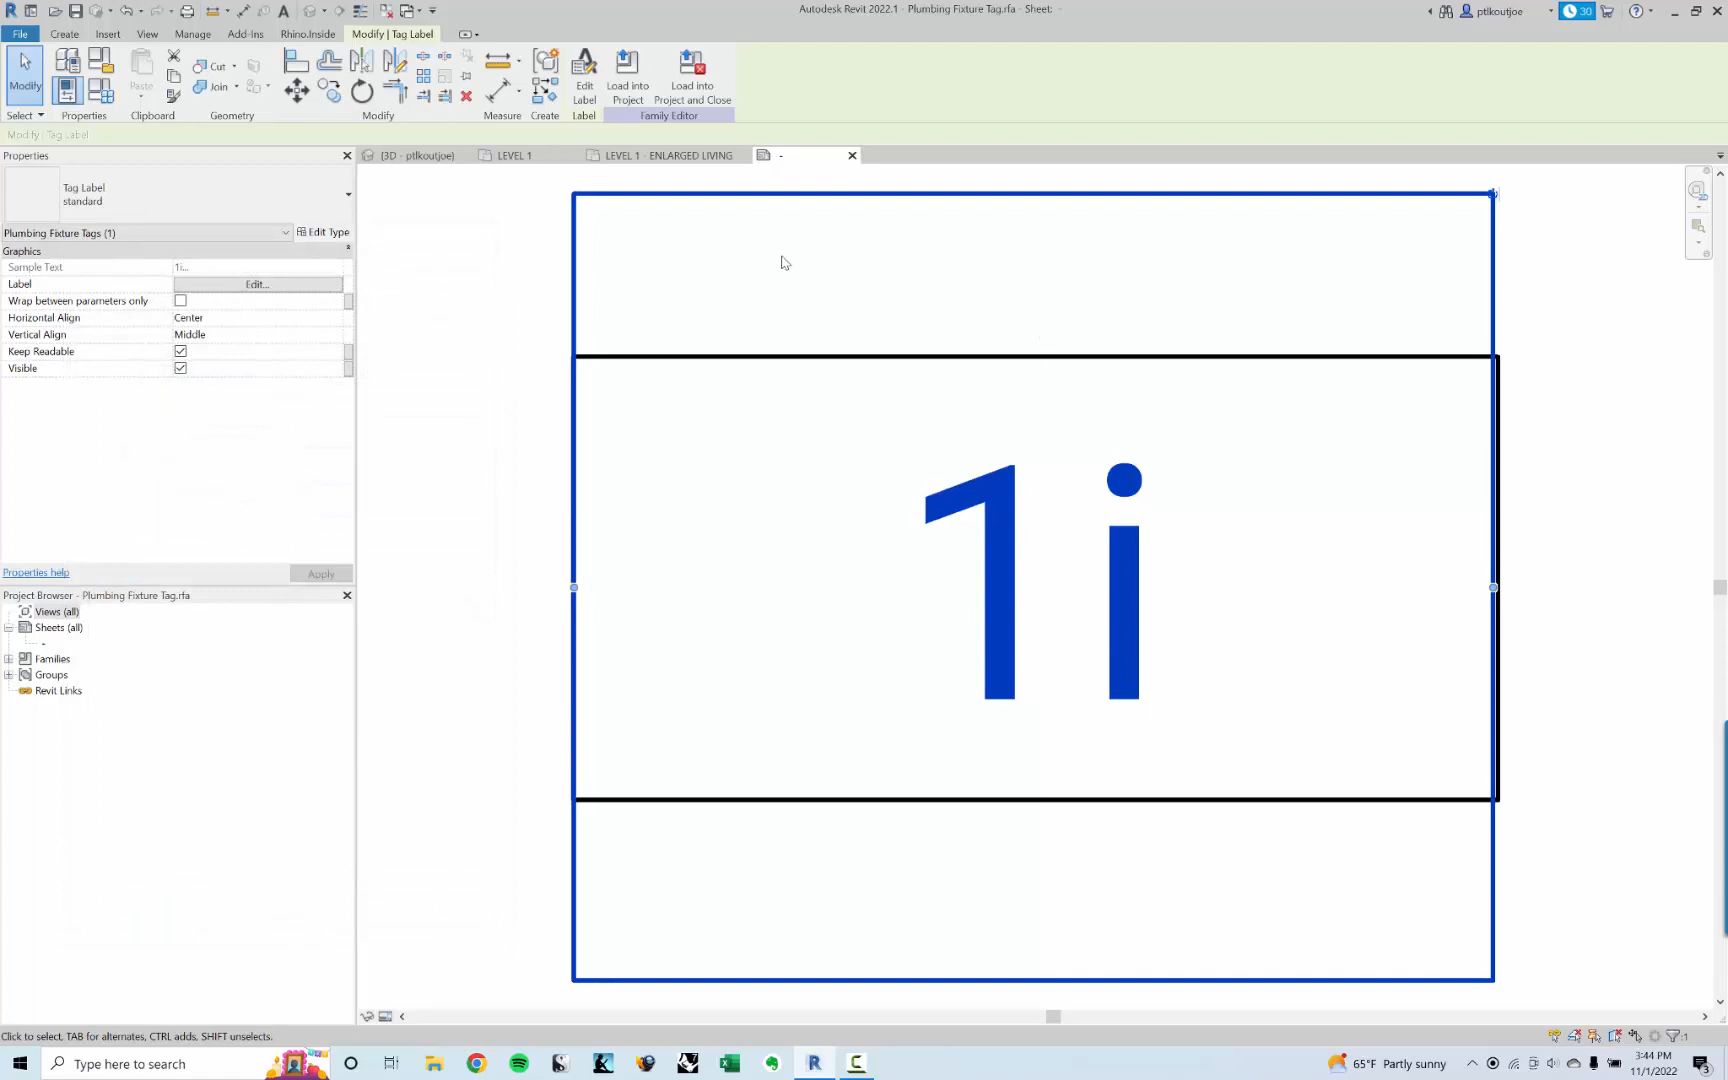 Autodesk Revit 2022.1 - Plumbing Fixture Tag.rfa - Sheet: -
ptlkoutjoe
30
File Create Insert View Manage Add-Ins Rhino.Inside Modify | Tag Label
Modify
Cut
Join
Paste
Edit Label
Load into Project
Load into Project and Close
Select Properties Clipboard Geometry Modify Measure Create Label Family Editor
Modify | Tag Label
Properties
{3D - ptlkoutjoe}
LEVEL 1
LEVEL 1 - ENLARGED LIVING
-
Tag Label
standard
Plumbing Fixture Tags (1)
Edit Type
Graphics
Sample Text 1i...
Label Edit...
Wrap between parameters only
Horizontal Align Center
Vertical Align Middle
Keep Readable
Visible
1i
Properties help
Apply
Project Browser - Plumbing Fixture Tag.rfa
Views (all)
Sheets (all)
-
Families
Groups
Revit Links
Click to select, TAB for alternates, CTRL adds, SHIFT unselects.
:1
Type here to search
65°F Partly sunny
3:44 PM
11/1/2022
3